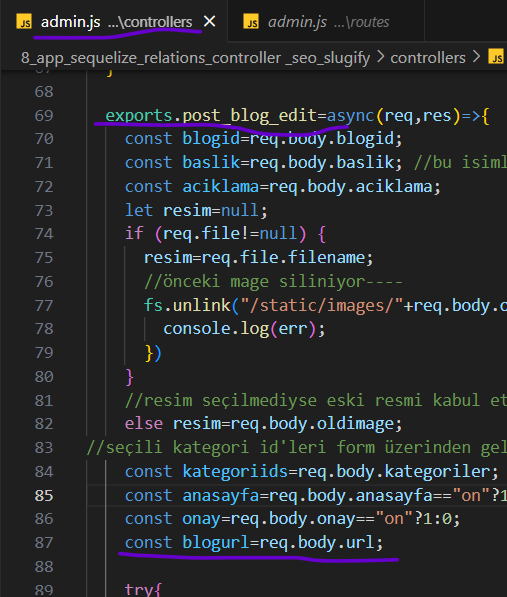 JS admin.js ...\controllers × JS admin.js ...\routes
8_app_sequelize_relations_controller _seo_slugify > controllers > JS
67 }
68
69 exports.post_blog_edit=async(req,res)=>{
70 const blogid=req.body.blogid;
71 const baslik=req.body.baslik; //bu isiml
72 const aciklama=req.body.aciklama;
73 let resim=null;
74 if (req.file!=null) {
75 resim=req.file.filename;
76 //önceki mage siliniyor----
77 fs.unlink("/static/images/"+req.body.o
78 console.log(err);
79 })
80 }
81 //resim seçilmediyse eski resmi kabul et
82 else resim=req.body.oldimage;
83 //seçili kategori id'leri form üzerinden gel
84 const kategoriids=req.body.kategoriler;
85 const anasayfa=req.body.anasayfa=="on"?1
86 const onay=req.body.onay=="on"?1:0;
87 const blogurl=req.body.url;
88
89 try{